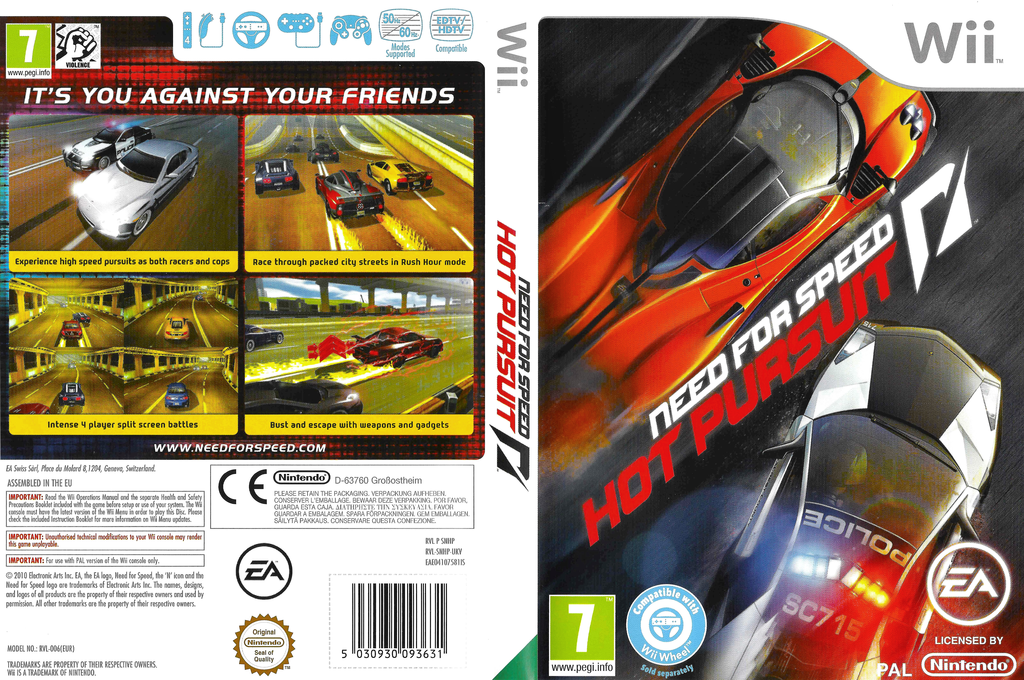 7
www.pegi.info
VIOLENCE
50Hz
60Hz
Modes
Supported
EDTV/
HDTV
Compatible
IT'S YOU AGAINST YOUR FRIENDS
Experience high speed pursuits as both racers and cops
Race through packed city streets in Rush Hour mode
Intense 4 player split screen battles
Bust and escape with weapons and gadgets
WWW.NEEDFORSPEED.COM
EA Swiss Sàrl, Place du Molard 8,1204, Geneva, Switzerland.
ASSEMBLED IN THE EU
IMPORTANT: Read the Wii Operations Manual and the separate Health and Safety
Precautions Booklet included with the game before setup or use of your system. The Wii
console must have the latest version of the Wii Menu in order to play this Disc. Please
check the included Instruction Booklet for more information on Wii Menu updates.
IMPORTANT: Unauthorised technical modifications to your Wii console may render
this game unplayable.
IMPORTANT: For use with PAL version of the Wii console only.
© 2010 Electronic Arts Inc. EA, the EA logo, Need for Speed, the 'N' icon and the
Need for Speed logo are trademarks of Electronic Arts Inc. The names, designs,
and logos of all products are the property of their respective owners and used by
permission. All other trademarks are the property of their respective owners.
MODEL NO.: RVL-006(EUR)
TRADEMARKS ARE PROPERTY OF THEIR RESPECTIVE OWNERS.
Wii IS A TRADEMARK OF NINTENDO.
CE
Nintendo D-63760 Großostheim
PLEASE RETAIN THE PACKAGING. VERPACKUNG AUFHEBEN.
CONSERVER L'EMBALLAGE. BEWAAR DEZE VERPAKKING. POR FAVOR,
GUARDA ESTA CAJA. ΔΙΑΤΗΡΕΙΣΤΕ ΤΗΝ ΣΥΣΚΕΥΑΣΙΑ. É FAVOR
GUARDAR A EMBALAGEM. SPARA FÖRPACKNINGEN. GEM EMBALLAGEN.
SÄILYTÄ PAKKAUS. CONSERVARE QUESTA CONFEZIONE.
RVL P SNHP
RVL-SNHP-UKV
EAE04107581IS
EA
Original
Nintendo
Seal of
Quality
5 030930 093631
Wii
NEED FOR SPEED
HOT PURSUIT
Wii
NEED FOR SPEED
HOT PURSUIT
POLICE
SC715
7
www.pegi.info
Compatible with
Wii Wheel
Sold separately
EA
LICENSED BY
PAL
Nintendo